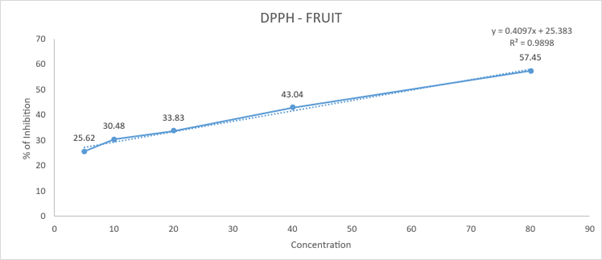 DPPH - FRUIT
y = 0.4097x + 25.383
R² = 0.9898
70
60
50
40
30
20
10
0
% of Inhibition
25.62
30.48
33.83
43.04
57.45
0 10 20 30 40 50 60 70 80 90
Concentration